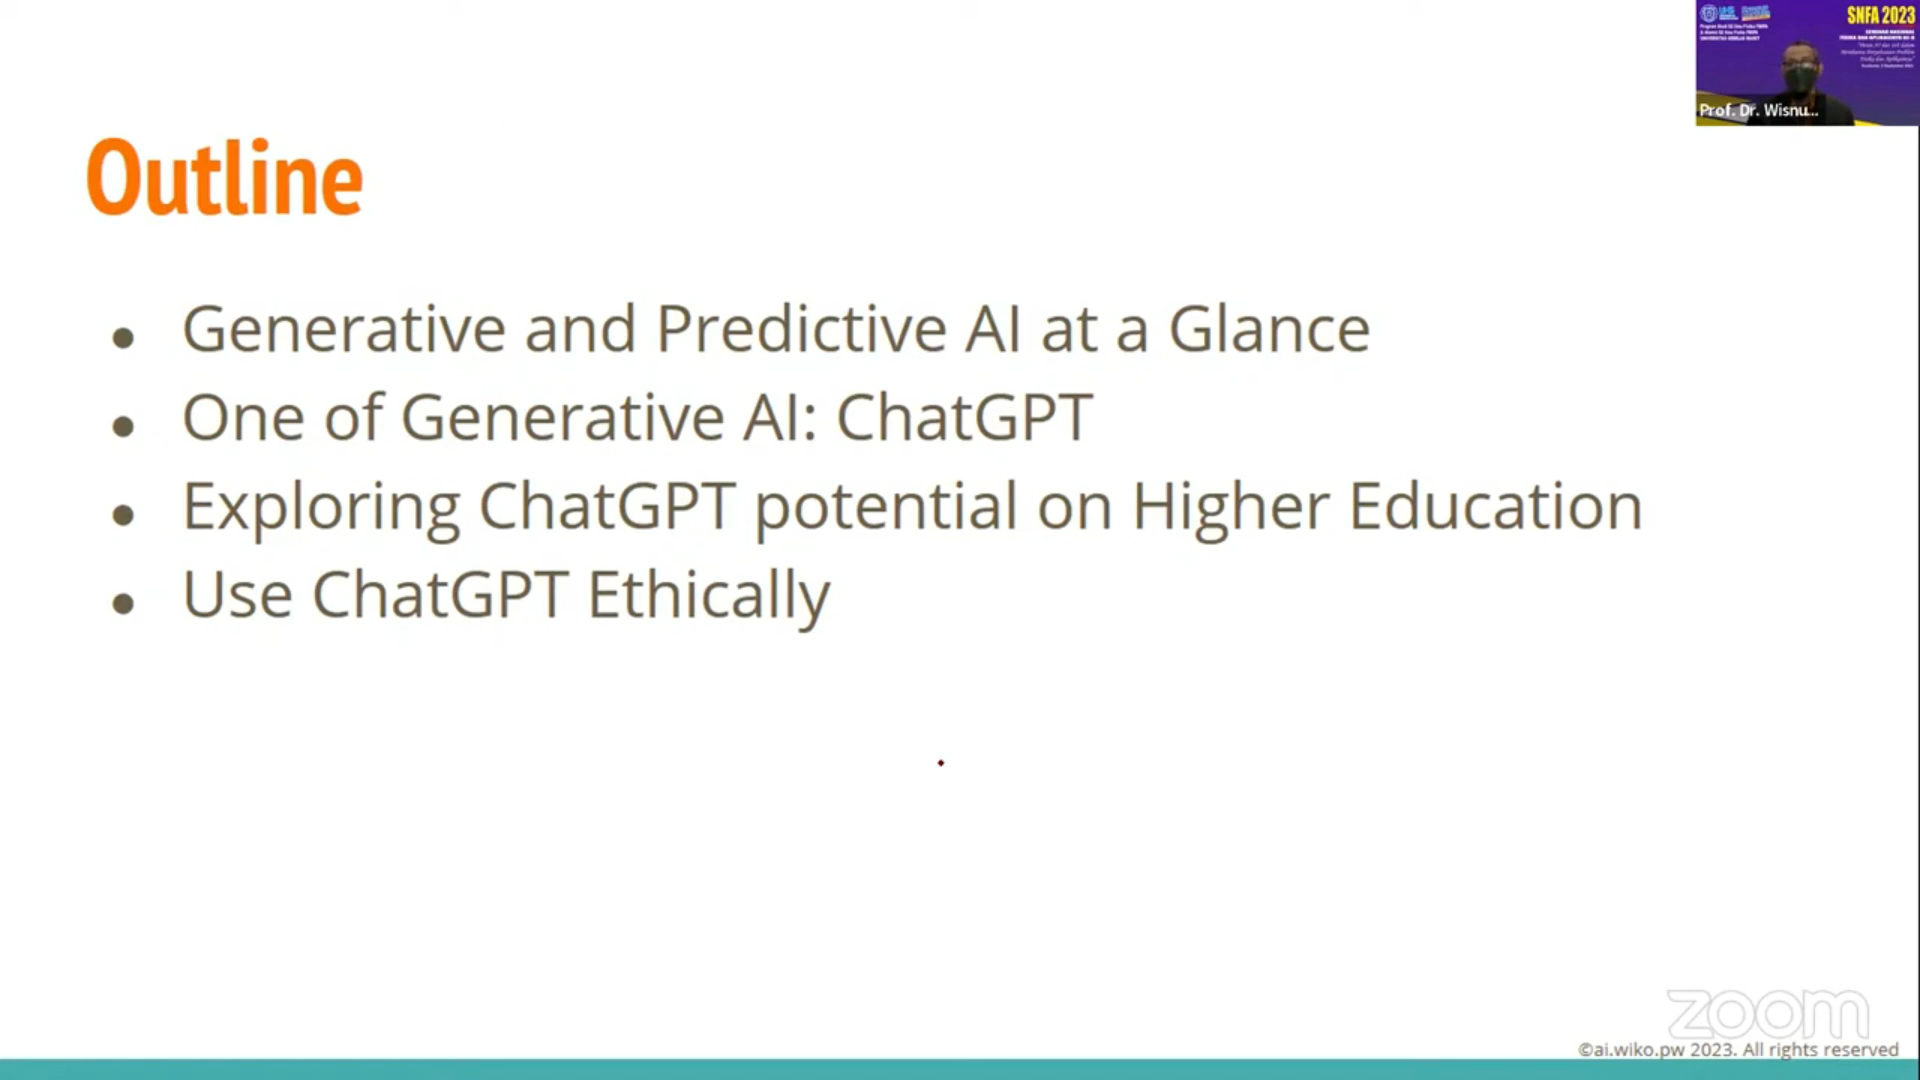 SNFA 2023
Prof. Dr. Wisnu...
Outline
● Generative and Predictive AI at a Glance
● One of Generative AI: ChatGPT
● Exploring ChatGPT potential on Higher Education
● Use ChatGPT Ethically
zoom
©ai.wiko.pw 2023. All rights reserved